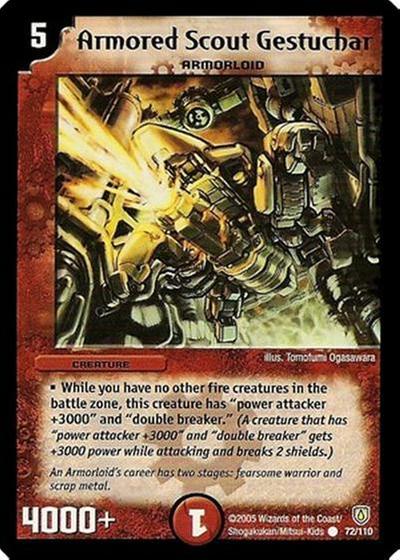 5 Armored Scout Gestuchar
ARMORLOID
illus. Tomofumi Ogasawara
CREATURE
▪ While you have no other fire creatures in the
battle zone, this creature has “power attacker
+3000” and “double breaker.” (A creature that has
“power attacker +3000” and “double breaker” gets
+3000 power while attacking and breaks 2 shields.)
An Armorloid's career has two stages: fearsome warrior and
scrap metal.
4000+
1
©2005 Wizards of the Coast/
Shogakukan/Mitsui-Kids ● 72/110